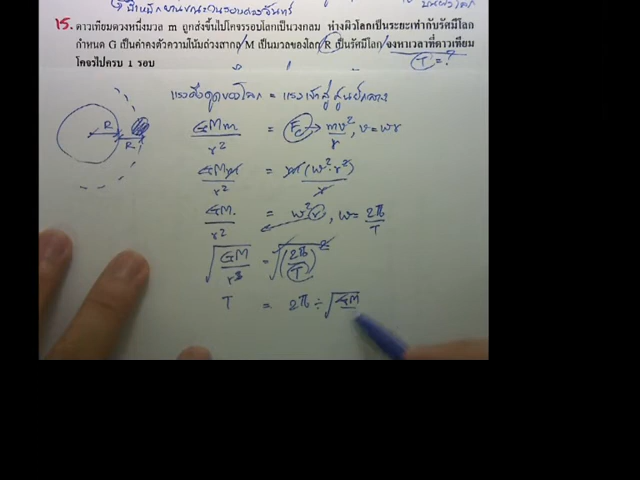 15. ดาวเทียมดวงหนึ่งมวล m ถูกส่งขึ้นไปโคจรรอบโลกเป็นวงกลม ห่างผิวโลกเป็นระยะเท่ากับรัศมีโลก
กำหนด G เป็นค่าคงตัวความโน้มถ่วงสากล M เป็นมวลของโลก R เป็นรัศมีโลก จงหาเวลาที่ดาวเทียม
โคจรไปครบ 1 รอบ T = ?
แรงดึงดูดของโลก = แรงเข้าสู่ศูนย์กลาง
R
R
GMm/r² = Fc → mv²/r, v = ωr
GMm/r² = m(ω²·r²)/r
GM/r² = ω²(r), ω = 2π/T
√(GM/r³) = √(2π/T)²
T = 2π ÷ √GM